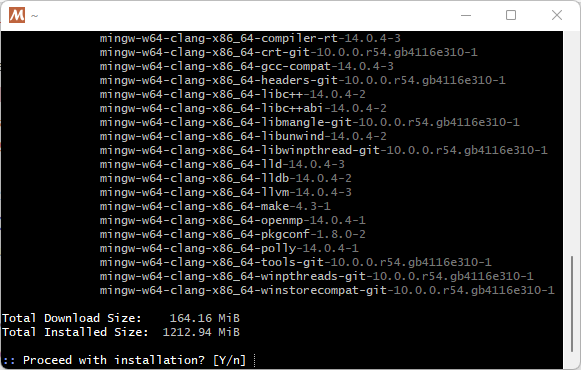 ~
mingw-w64-clang-x86_64-compiler-rt-14.0.4-3
mingw-w64-clang-x86_64-crt-git-10.0.0.r54.gb4116e310-1
mingw-w64-clang-x86_64-gcc-compat-14.0.4-3
mingw-w64-clang-x86_64-headers-git-10.0.0.r54.gb4116e310-1
mingw-w64-clang-x86_64-libc++-14.0.4-2
mingw-w64-clang-x86_64-libc++abi-14.0.4-2
mingw-w64-clang-x86_64-libmangle-git-10.0.0.r54.gb4116e310-1
mingw-w64-clang-x86_64-libunwind-14.0.4-2
mingw-w64-clang-x86_64-libwinpthread-git-10.0.0.r54.gb4116e310-1
mingw-w64-clang-x86_64-lld-14.0.4-3
mingw-w64-clang-x86_64-lldb-14.0.4-2
mingw-w64-clang-x86_64-llvm-14.0.4-3
mingw-w64-clang-x86_64-make-4.3-1
mingw-w64-clang-x86_64-openmp-14.0.4-1
mingw-w64-clang-x86_64-pkgconf-1.8.0-2
mingw-w64-clang-x86_64-polly-14.0.4-1
mingw-w64-clang-x86_64-tools-git-10.0.0.r54.gb4116e310-1
mingw-w64-clang-x86_64-winpthreads-git-10.0.0.r54.gb4116e310-1
mingw-w64-clang-x86_64-winstorecompat-git-10.0.0.r54.gb4116e310-1
Total Download Size: 164.16 MiB
Total Installed Size: 1212.94 MiB
:: Proceed with installation? [Y/n]